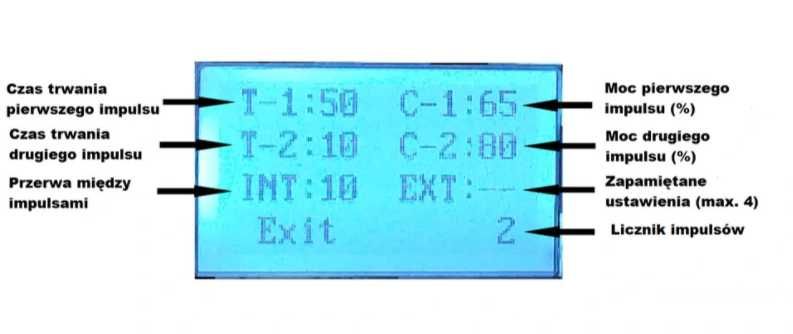 Czas trwania
pierwszego impulsu
T-1:50
C-1:65
Moc pierwszego
impulsu (%)
Czas trwania
drugiego impulsu
T-2:10
C-2:80
Moc drugiego
impulsu (%)
Przerwa między
impulsami
INT:10
EXT:--
Zapamiętane
ustawienia (max. 4)
Exit
2
Licznik impulsów